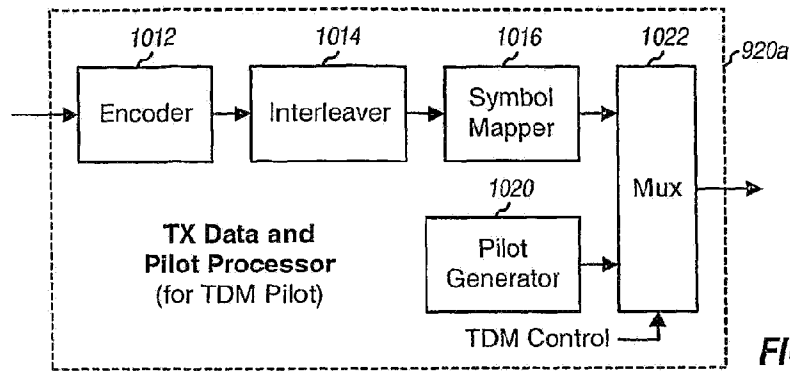 1012
1014
1016
1022
920a
Encoder
Interleaver
Symbol
Mapper
Mux
1020
Pilot
Generator
TX Data and
Pilot Processor
(for TDM Pilot)
TDM Control